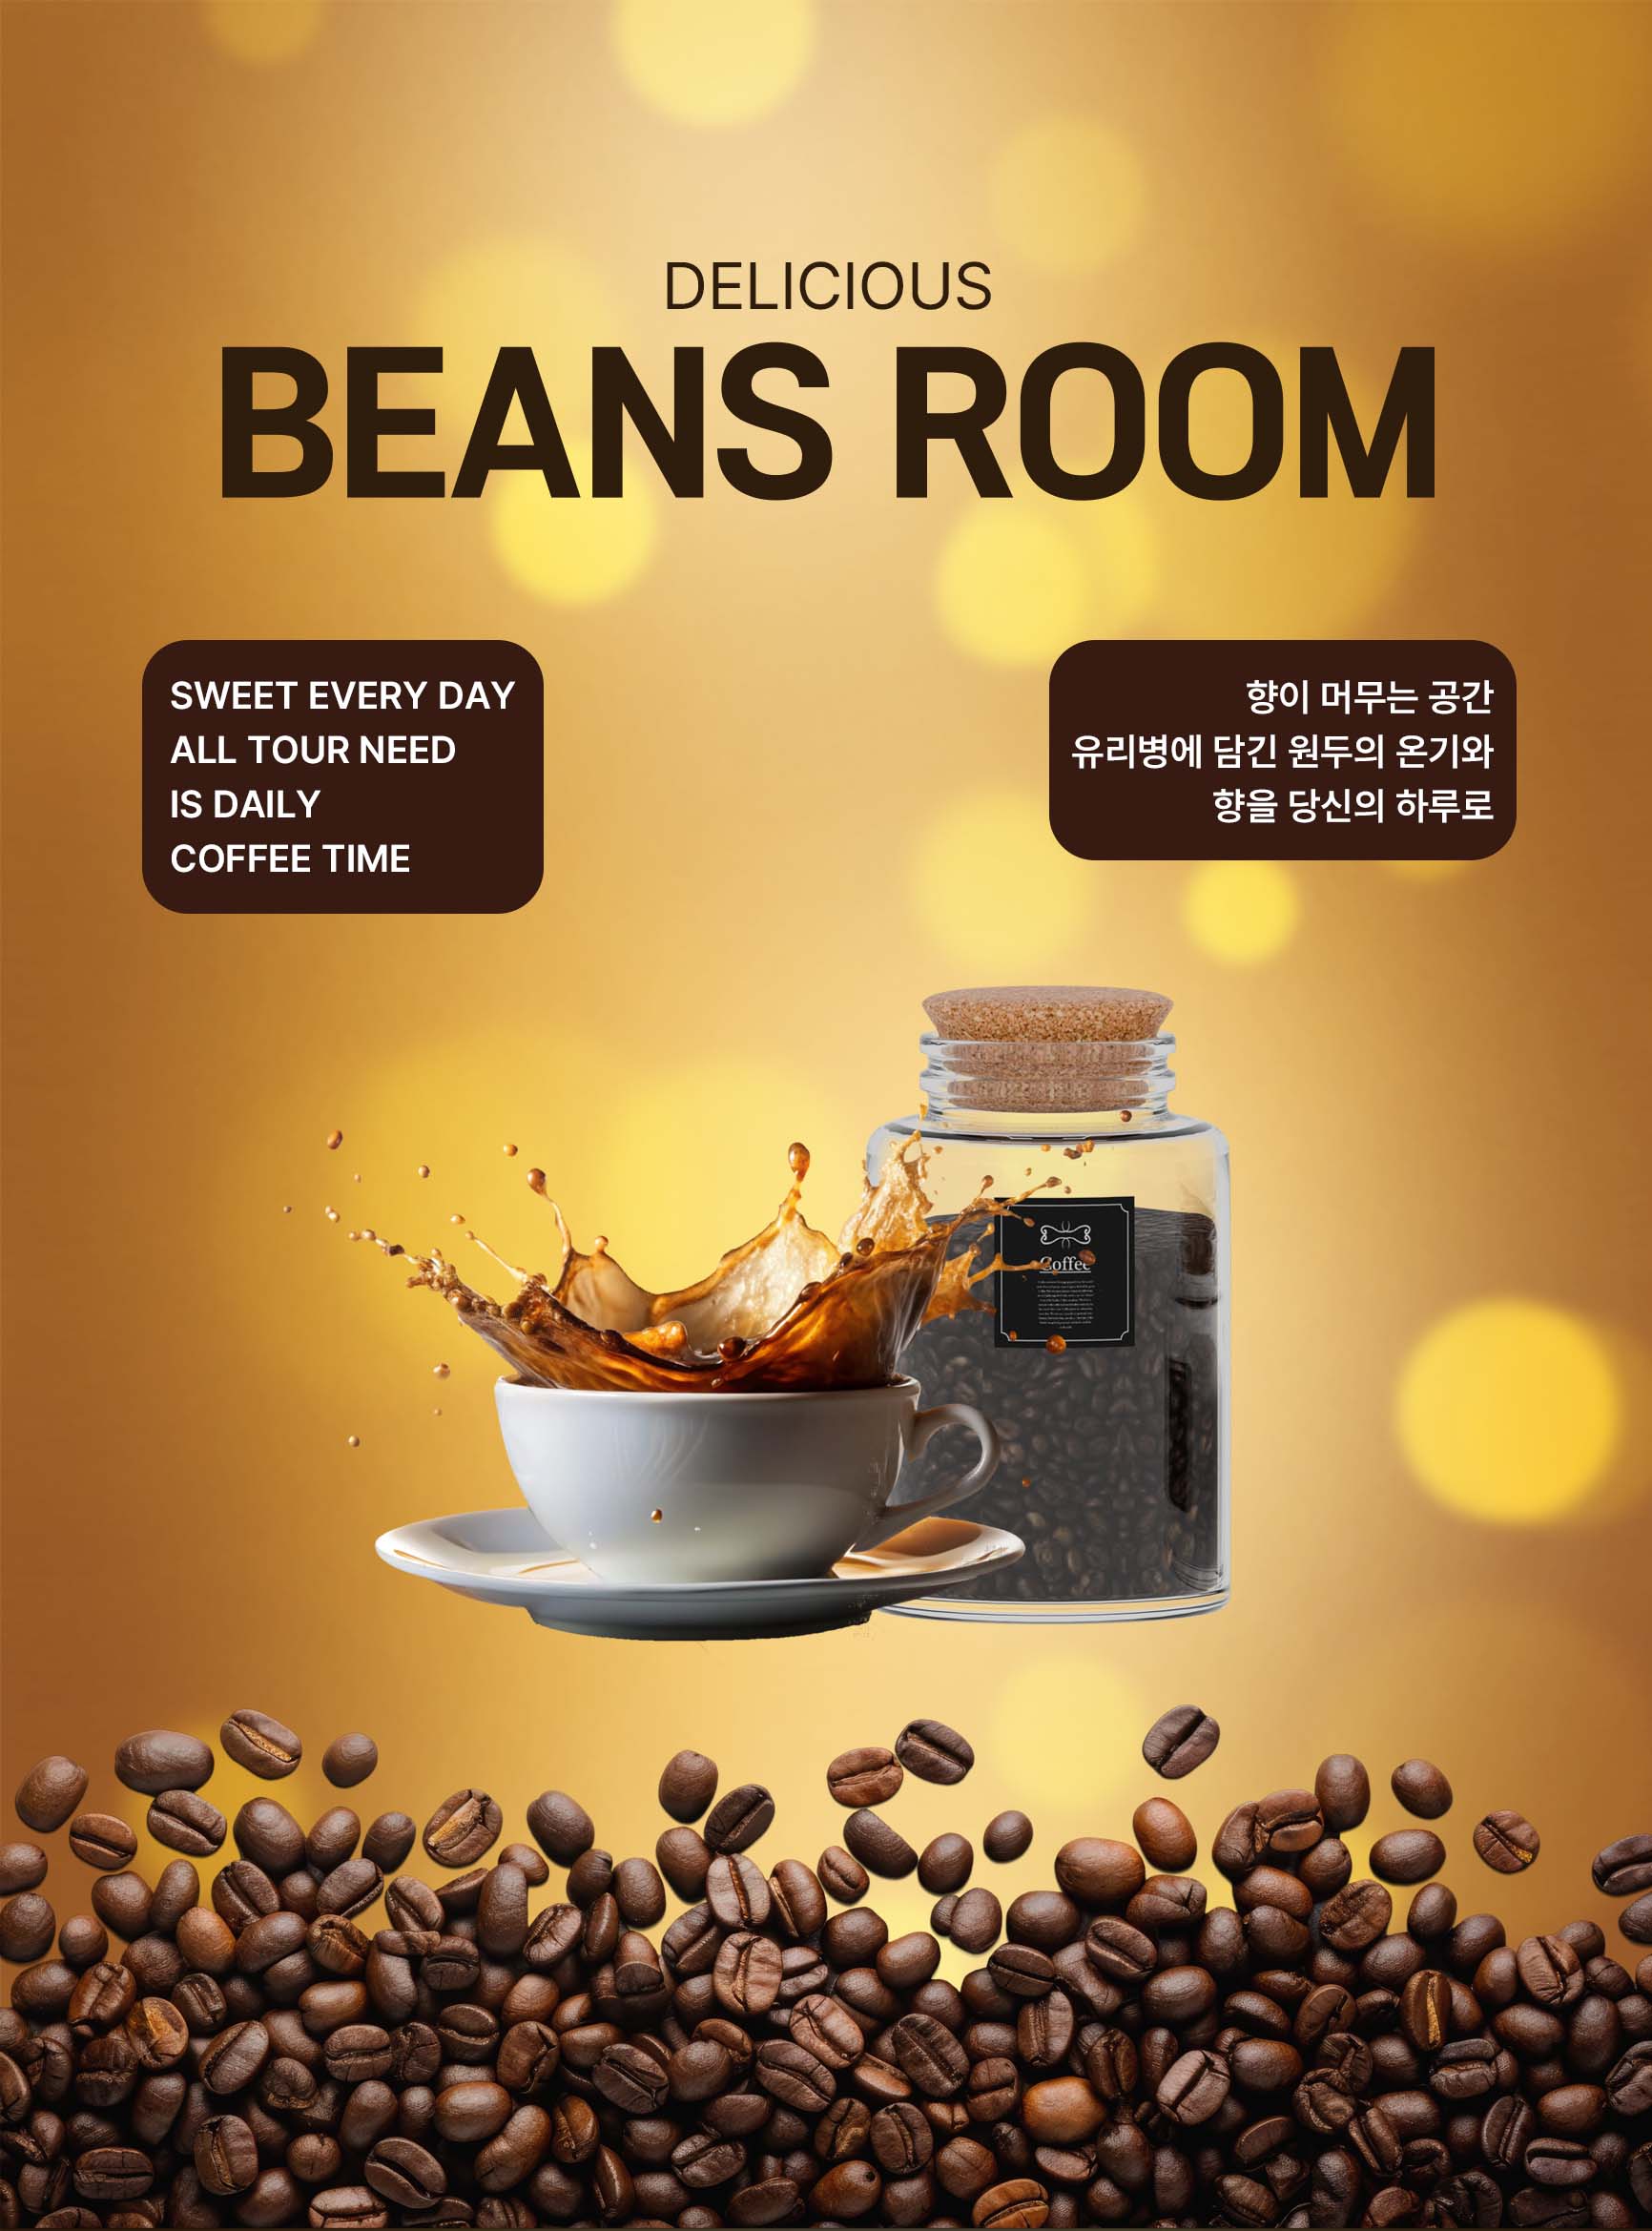 DELICIOUS
BEANS ROOM
SWEET EVERY DAY
ALL TOUR NEED
IS DAILY
COFFEE TIME
향이 머무는 공간
유리병에 담긴 원두의 온기와
향을 당신의 하루로
Coffee